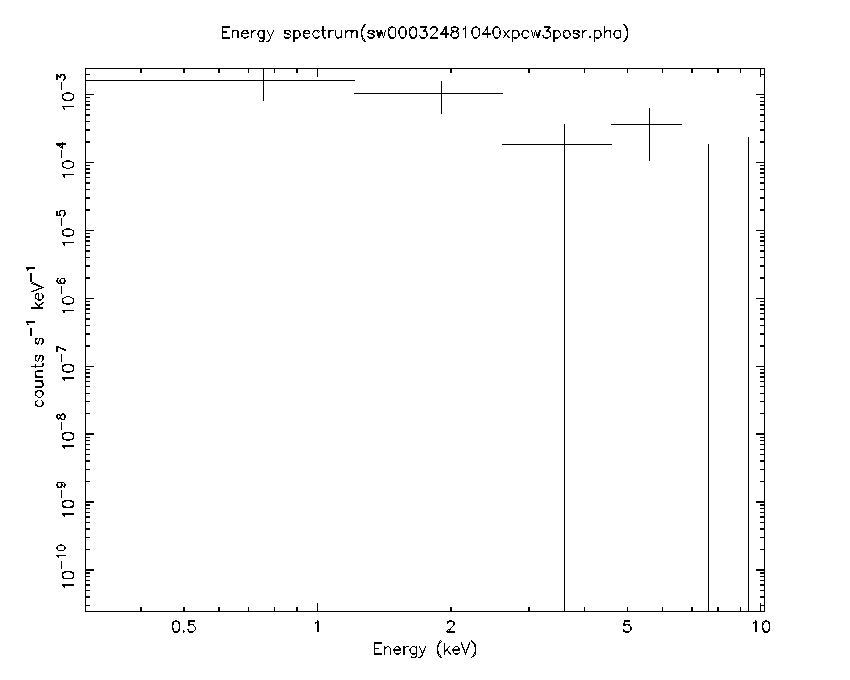 Energy spectrum(sw00032481040xpcw3posr.pha)
10⁻³
10⁻⁴
10⁻⁵
10⁻⁶
10⁻⁷
10⁻⁸
10⁻⁹
10⁻¹⁰
counts s⁻¹ keV⁻¹
0.5 1 2 5 10
Energy (keV)